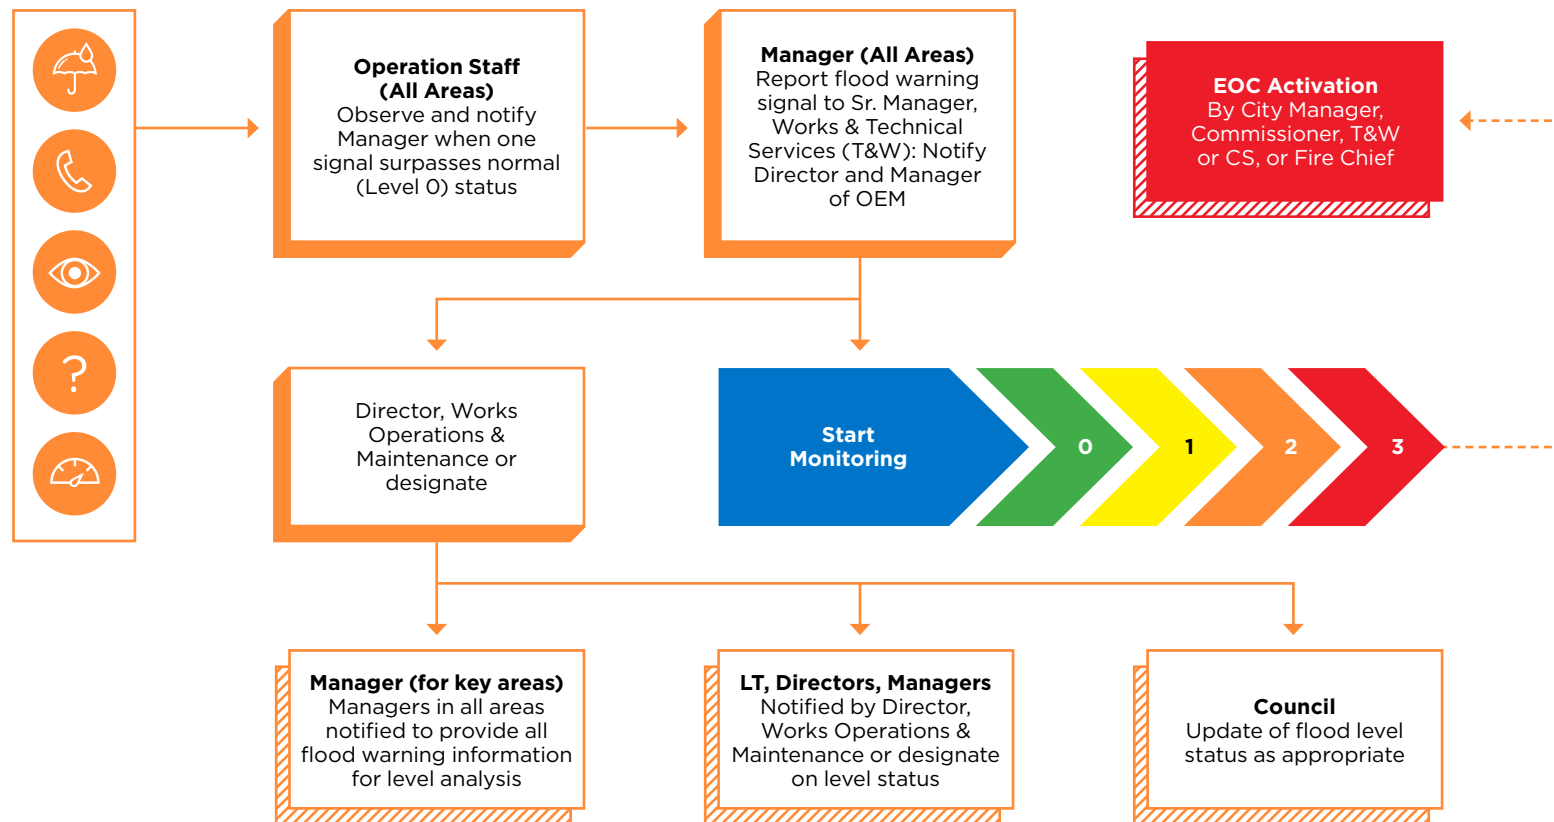 Operation Staff
(All Areas)
Observe and notify
Manager when one
signal surpasses normal
(Level 0) status
Manager (All Areas)
Report flood warning
signal to Sr. Manager,
Works & Technical
Services (T&W): Notify
Director and Manager
of OEM
EOC Activation
By City Manager,
Commissioner, T&W
or CS, or Fire Chief
?
Director, Works
Operations &
Maintenance or
designate
Start
Monitoring
0
1
2
3
Manager (for key areas)
Managers in all areas
notified to provide all
flood warning information
for level analysis
LT, Directors, Managers
Notified by Director,
Works Operations &
Maintenance or designate
on level status
Council
Update of flood level
status as appropriate